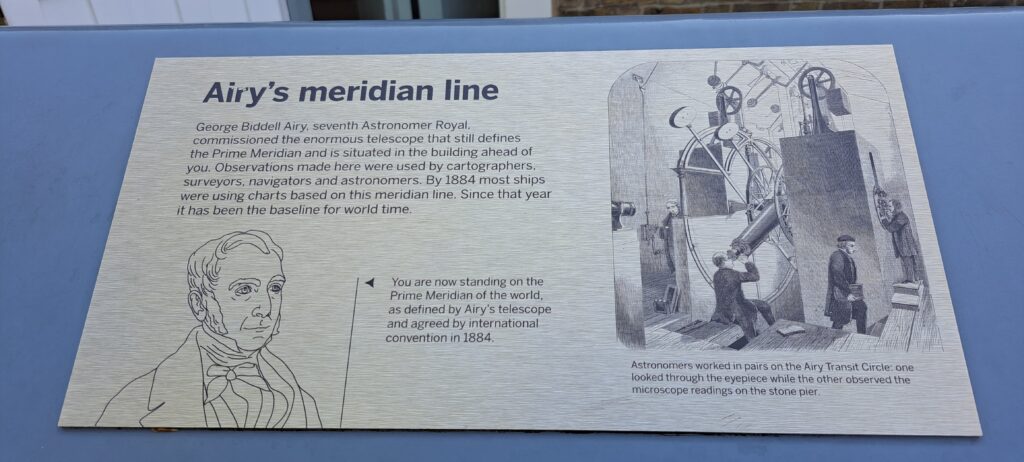 Airy's meridian line
George Biddell Airy, seventh Astronomer Royal,
commissioned the enormous telescope that still defines
the Prime Meridian and is situated in the building ahead of
you. Observations made here were used by cartographers,
surveyors, navigators and astronomers. By 1884 most ships
were using charts based on this meridian line. Since that year
it has been the baseline for world time.
You are now standing on the
Prime Meridian of the world,
as defined by Airy's telescope
and agreed by international
convention in 1884.
Astronomers worked in pairs on the Airy Transit Circle: one
looked through the eyepiece while the other observed the
microscope readings on the stone pier.